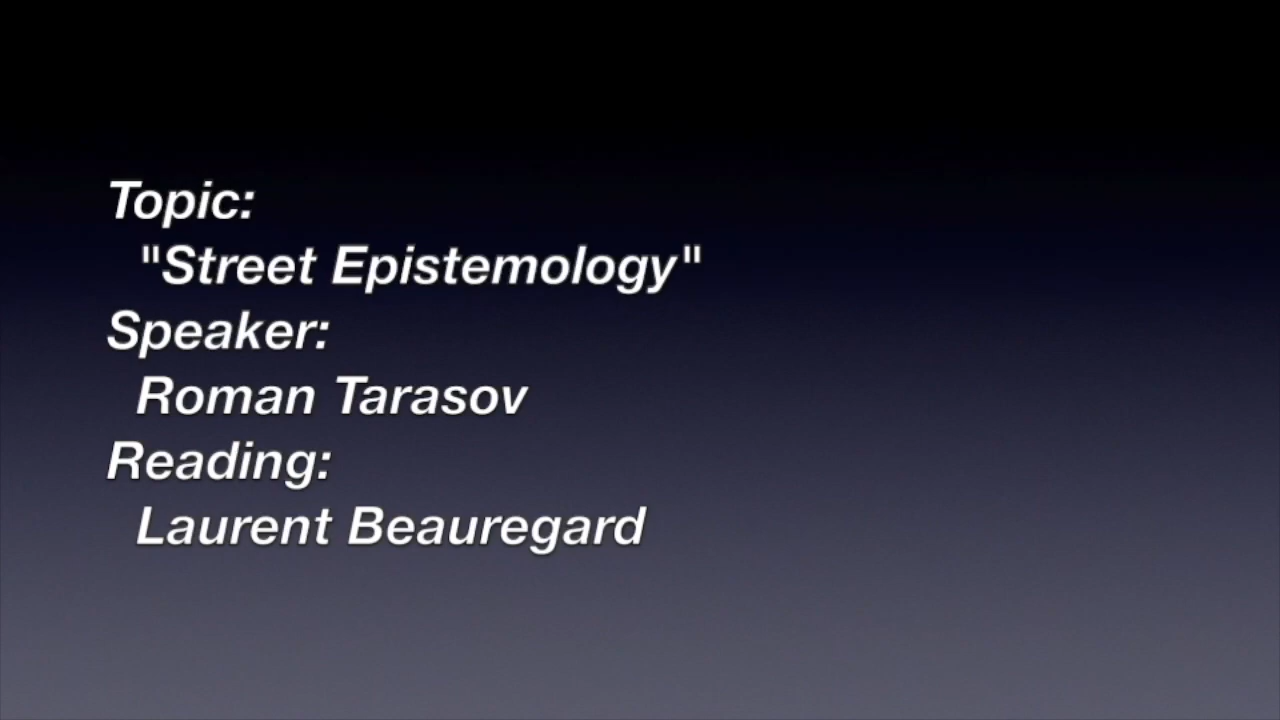 Topic:
"Street Epistemology"
Speaker:
Roman Tarasov
Reading:
Laurent Beauregard